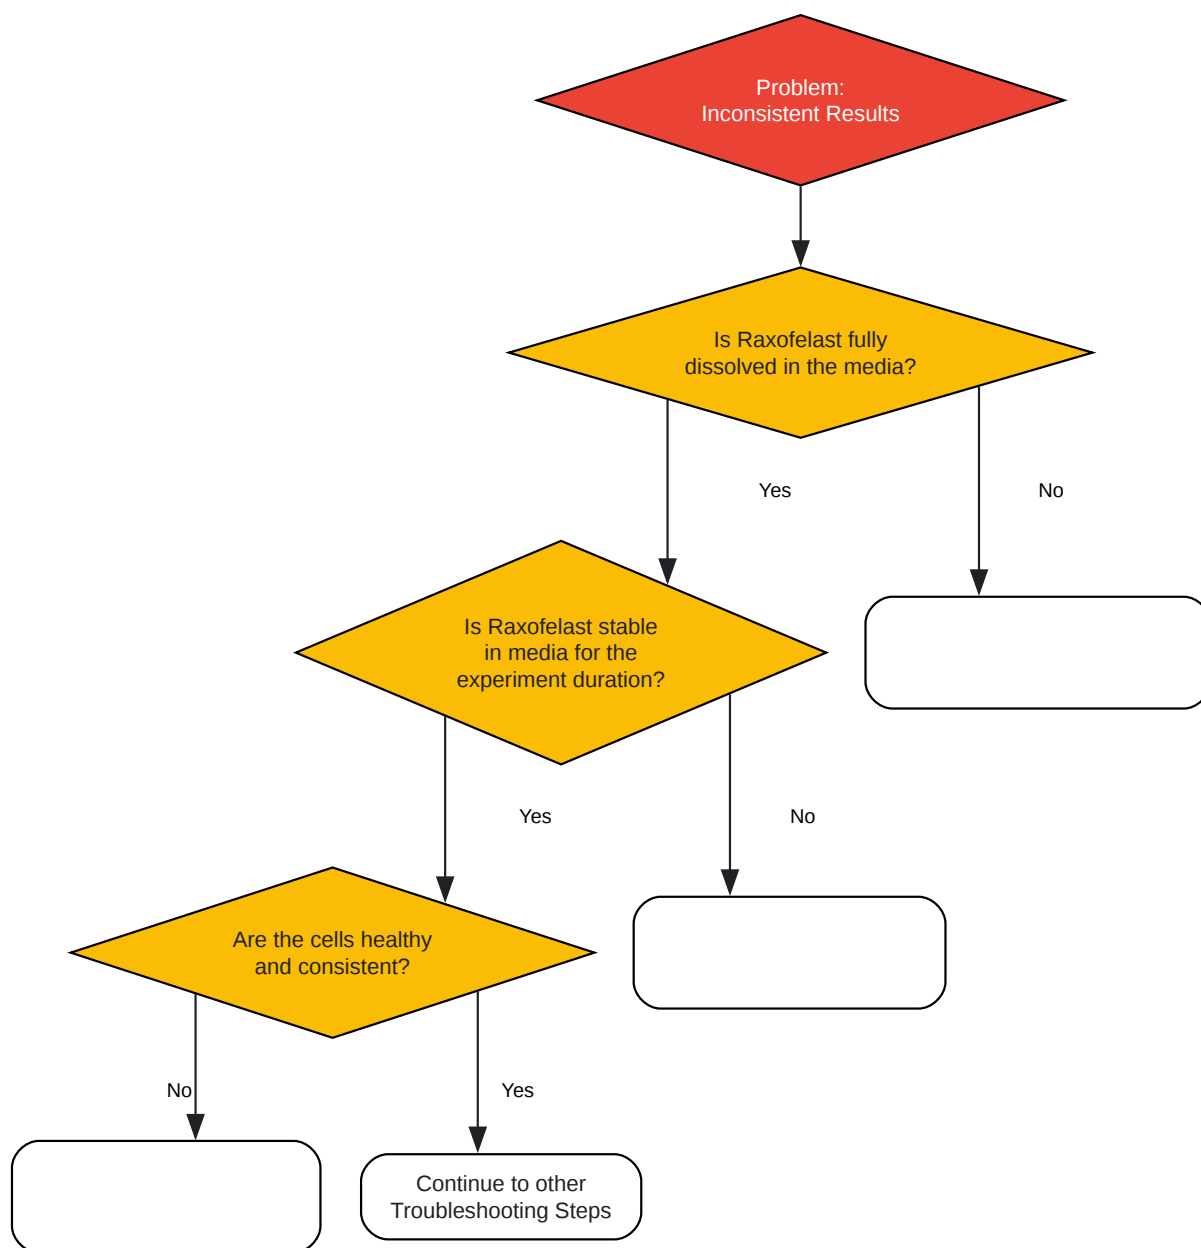 Problem:
Inconsistent Results
Is Raxofelast fully
dissolved in the media?
Yes
No
Is Raxofelast stable
in media for the
experiment duration?
Yes
No
Are the cells healthy
and consistent?
No
Yes
Continue to other
Troubleshooting Steps